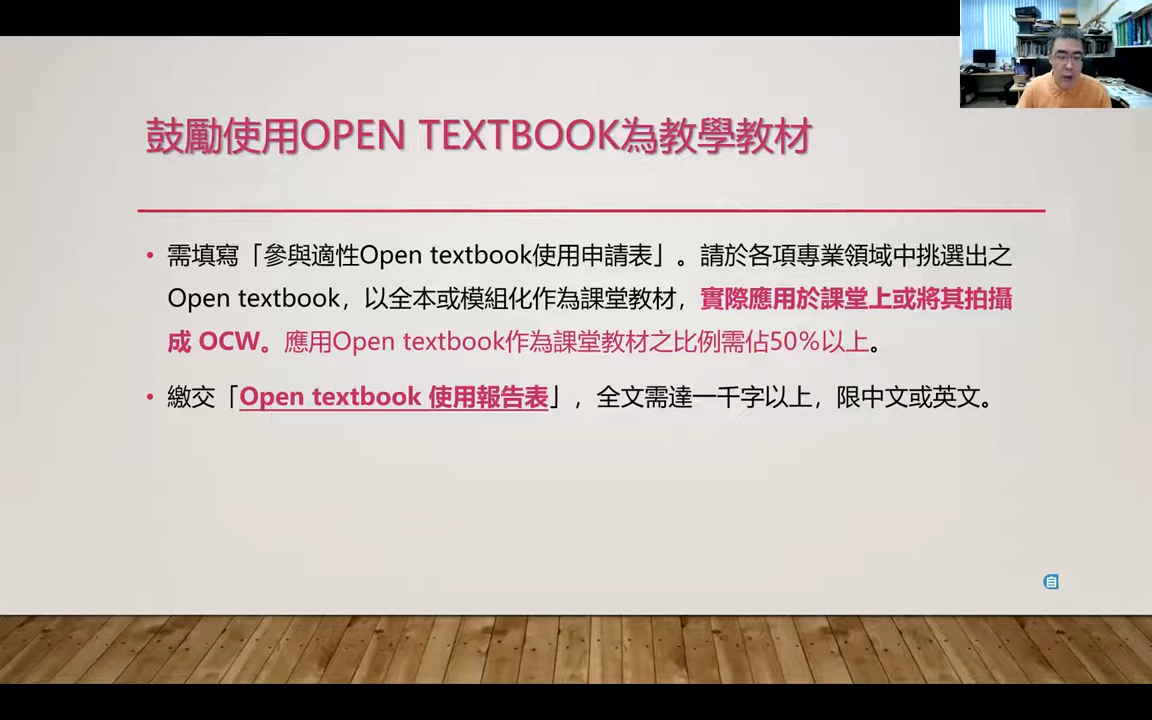 鼓勵使用OPEN TEXTBOOK為教學教材
• 需填寫「參與適性Open textbook使用申請表」。請於各項專業領域中挑選出之
Open textbook，以全本或模組化作為課堂教材，實際應用於課堂上或將其拍攝
成 OCW。應用Open textbook作為課堂教材之比例需佔50%以上。
• 繳交「Open textbook 使用報告表」，全文需達一千字以上，限中文或英文。